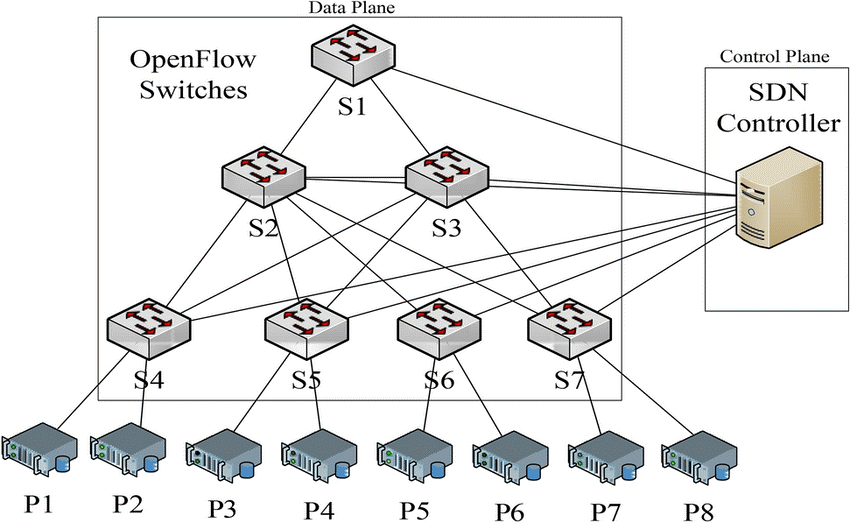 Data Plane
OpenFlow
Switches
S1
Control Plane
SDN
Controller
S2
S3
S4
S5
S6
S7
P1
P2
P3
P4
P5
P6
P7
P8